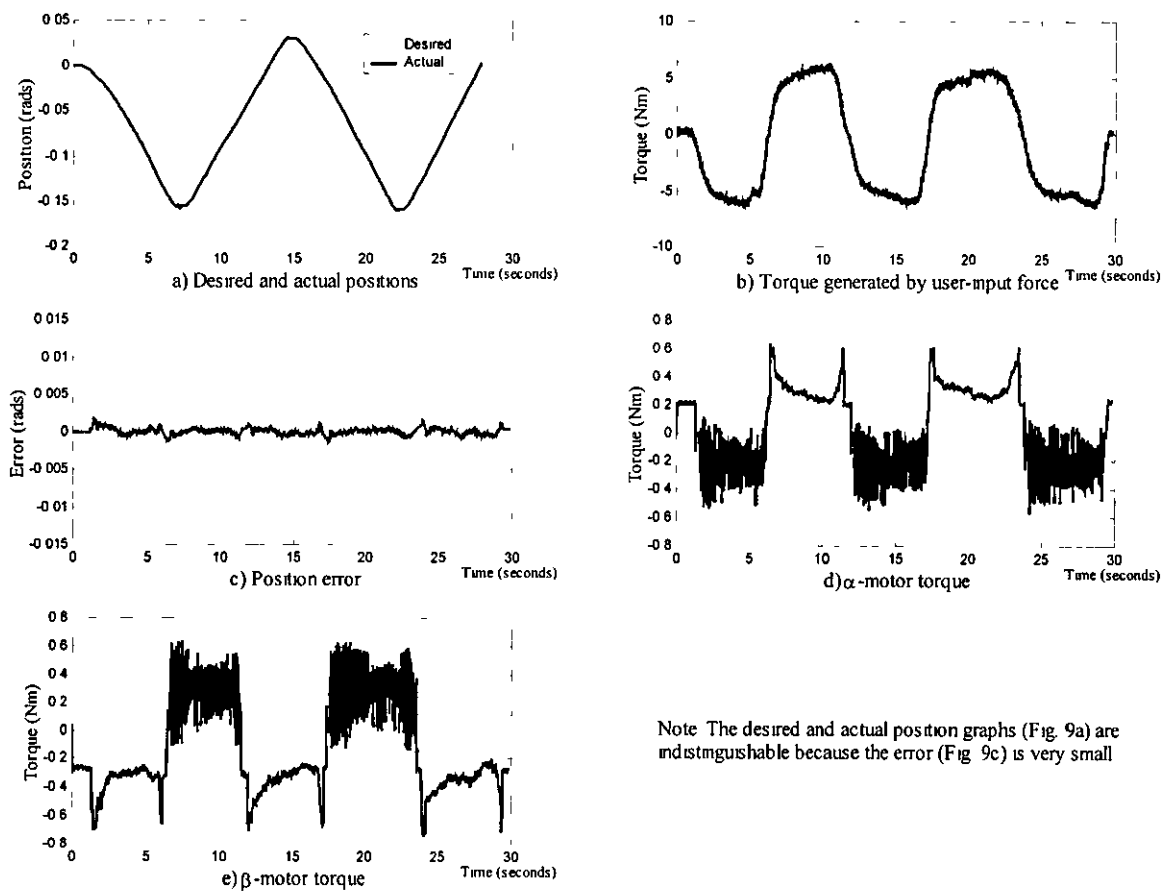 0 05
0
-0 05
-0 1
-0.15
-0 2
Position (rads)
Desired
Actual
0 5 10 15 20 25 30
Time (seconds)
a) Desired and actual positions
10
5
0
-5
-10
Torque (Nm)
0 5 10 15 20 25 30
Time (seconds)
b) Torque generated by user-input force
0 015
0 01
0 005
0
-0 005
-0 01
-0 015
Error (rads)
0 5 10 15 20 25 30
Time (seconds)
c) Position error
0 8
0 6
0 4
0 2
0
-0 2
-0 4
-0 6
-0 8
Torque (Nm)
0 5 10 15 20 25 30
Time (seconds)
d) α-motor torque
0 8
0.6
0 4
0 2
0
-0 2
-0 4
-0 6
-0 8
Torque (Nm)
0 5 10 15 20 25 30
Time (seconds)
e) β-motor torque
Note The desired and actual position graphs (Fig. 9a) are
indistinguishable because the error (Fig 9c) is very small